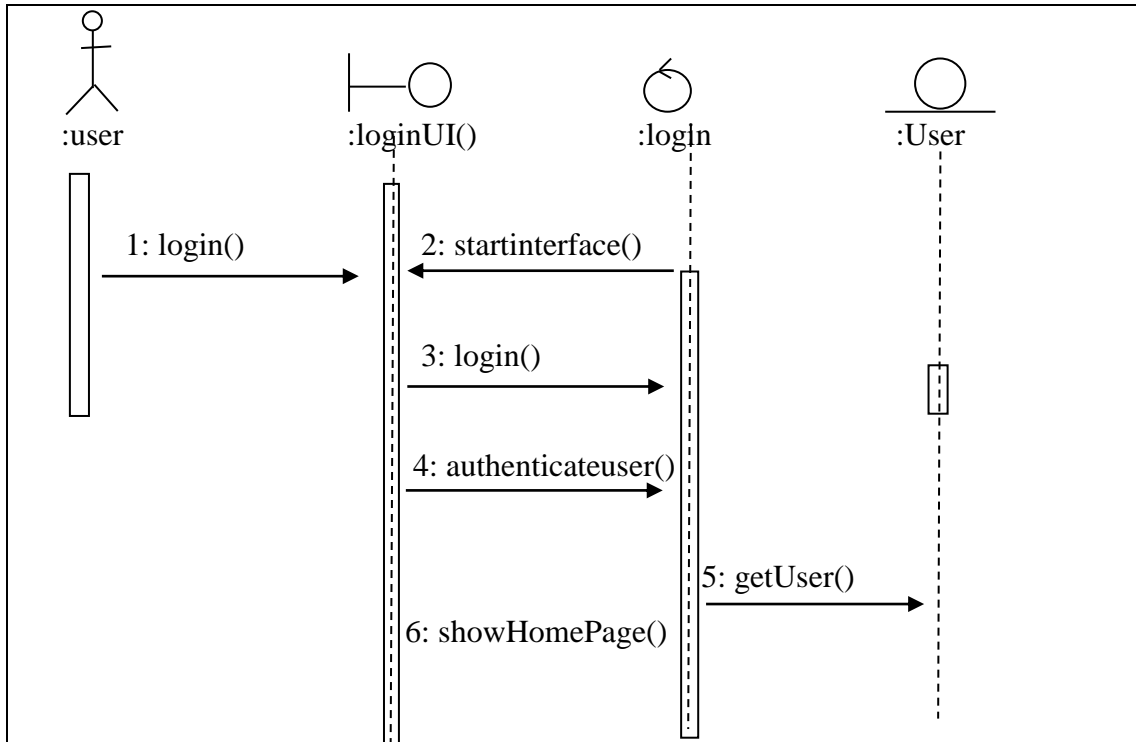 :user
:loginUI()
:login
:User
1: login()
2: startinterface()
3: login()
4: authenticateuser()
5: getUser()
6: showHomePage()